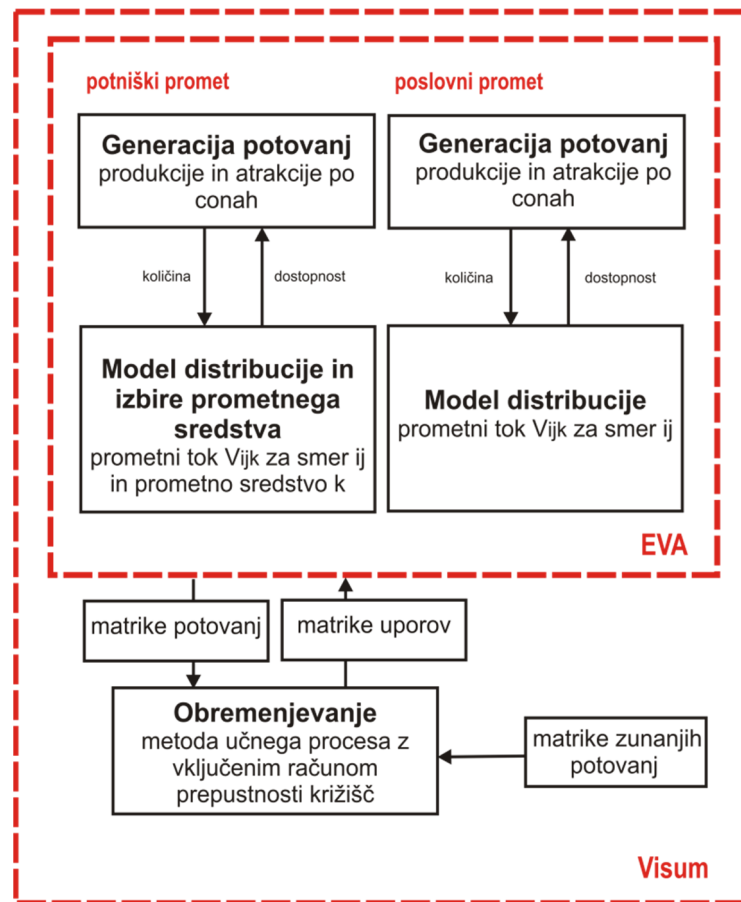 potniški promet
Generacija potovanj
produkcije in atrakcije po
conah
količina
dostopnost
Model distribucije in
izbire prometnega
sredstva
prometni tok Vijk za smer ij
in prometno sredstvo k
poslovni promet
Generacija potovanj
produkcije in atrakcije po
conah
količina
dostopnost
Model distribucije
prometni tok Vijk za smer ij
EVA
matrike potovanj
matrike uporov
Obremenjevanje
metoda učnega procesa z
vključenim računom
prepustnosti križišč
matrike zunanjih
potovanj
Visum